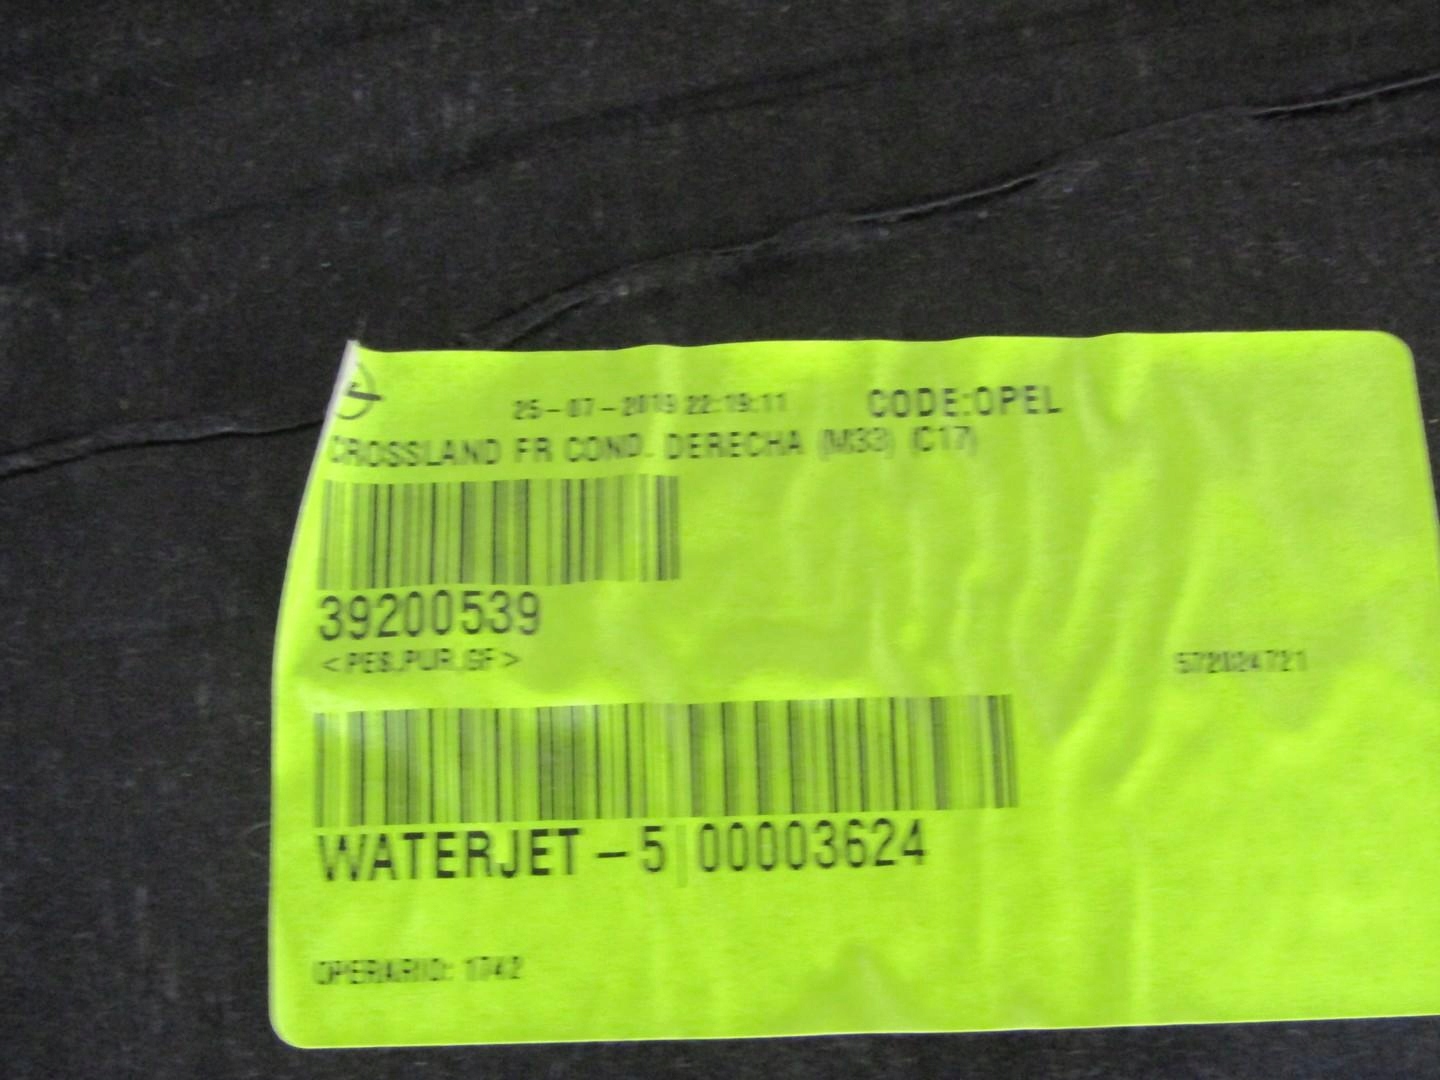 25-07-2019 22:19:11 CODE:OPEL
CROSSLAND FR COND. DERECHA (M33) (C17)
39200539
<PES,PUR,GF>
572024721
WATERJET -5|00003624
OPERARIO: 1742